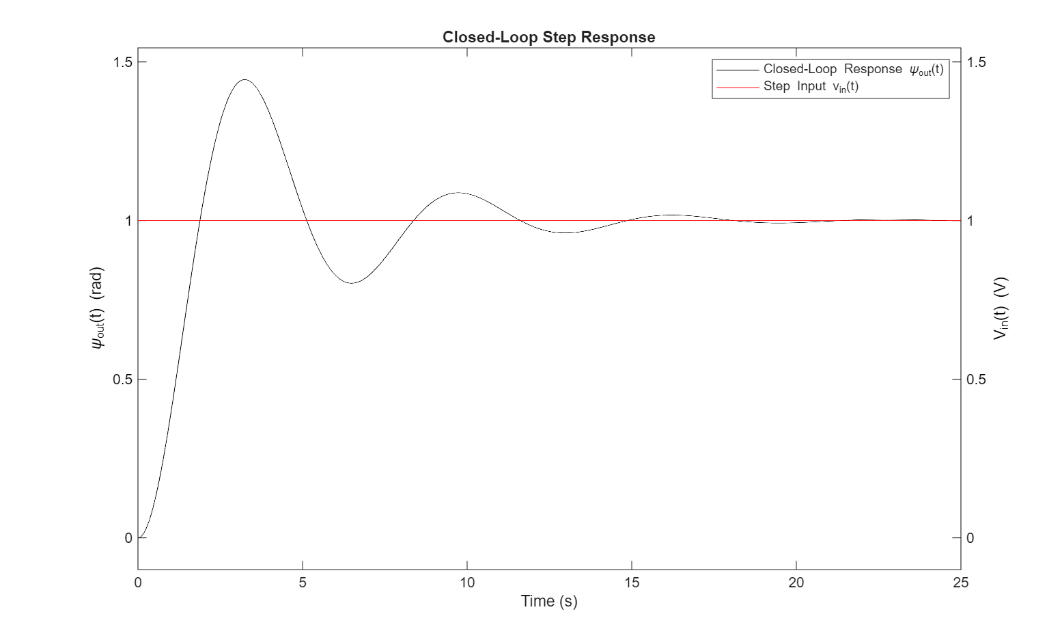 Closed-Loop Step Response
Closed-Loop Response ψout(t)
Step Input vin(t)
1.5
1
0.5
0
ψout(t) (rad)
1.5
1
0.5
0
Vin(t) (V)
0 5 10 15 20 25
Time (s)